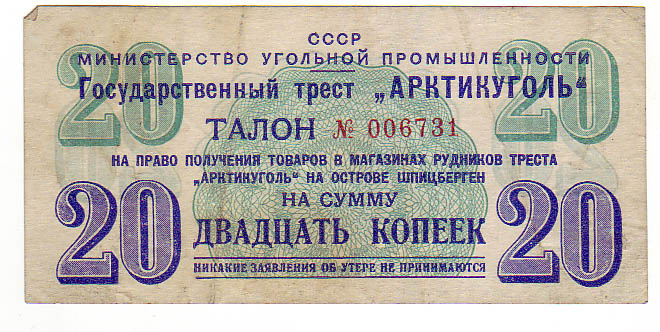 СССР
МИНИСТЕРСТВО УГОЛЬНОЙ ПРОМЫШЛЕННОСТИ
Государственный трест „АРКТИКУГОЛЬ“
20 20
ТАЛОН № 006731
НА ПРАВО ПОЛУЧЕНИЯ ТОВАРОВ В МАГАЗИНАХ РУДНИКОВ ТРЕСТА
„АРКТИКУГОЛЬ“ НА ОСТРОВЕ ШПИЦБЕРГЕН
НА СУММУ
20 ДВАДЦАТЬ КОПЕЕК 20
НИКАКИЕ ЗАЯВЛЕНИЯ ОБ УТЕРЕ НЕ ПРИНИМАЮТСЯ